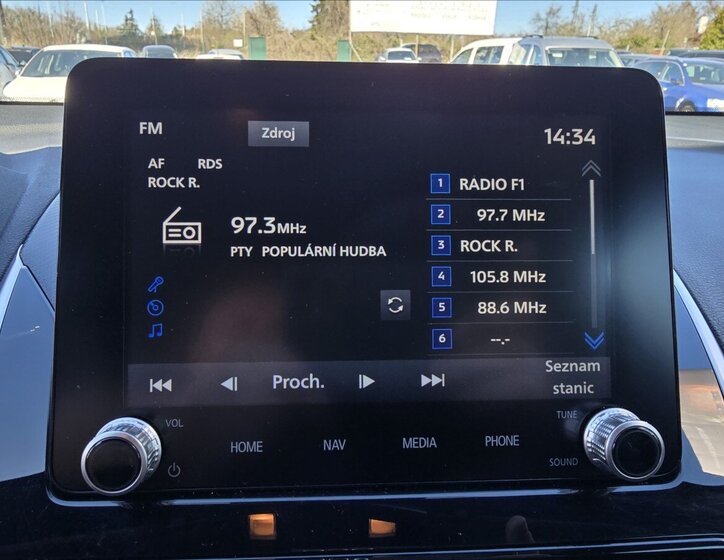 FM
Zdroj
14:34
AF RDS
ROCK R.
97.3MHz
PTY POPULÁRNÍ HUDBA
1 RADIO F1
2 97.7 MHz
3 ROCK R.
4 105.8 MHz
5 88.6 MHz
6 --.-
Proch.
Seznam
stanic
VOL
TUNE
HOME NAV MEDIA PHONE
SOUND